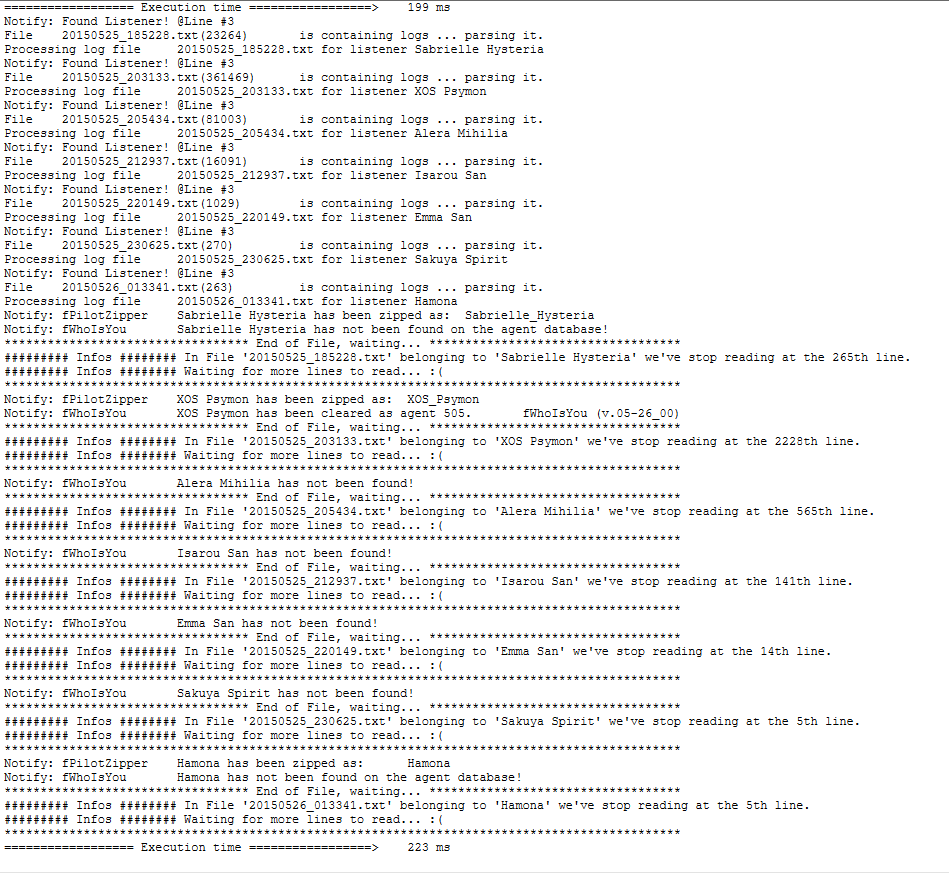 ================== Execution time =================>    199 ms
Notify: Found Listener! @Line #3
File    20150525_185228.txt(23264)       is containing logs ... parsing it.
Processing log file     20150525_185228.txt for listener Sabrielle Hysteria
Notify: Found Listener! @Line #3
File    20150525_203133.txt(361469)      is containing logs ... parsing it.
Processing log file     20150525_203133.txt for listener XOS Psymon
Notify: Found Listener! @Line #3
File    20150525_205434.txt(81003)       is containing logs ... parsing it.
Processing log file     20150525_205434.txt for listener Alera Mihilia
Notify: Found Listener! @Line #3
File    20150525_212937.txt(16091)       is containing logs ... parsing it.
Processing log file     20150525_212937.txt for listener Isarou San
Notify: Found Listener! @Line #3
File    20150525_220149.txt(1029)        is containing logs ... parsing it.
Processing log file     20150525_220149.txt for listener Emma San
Notify: Found Listener! @Line #3
File    20150525_230625.txt(270)         is containing logs ... parsing it.
Processing log file     20150525_230625.txt for listener Sakuya Spirit
Notify: Found Listener! @Line #3
File    20150526_013341.txt(263)         is containing logs ... parsing it.
Processing log file     20150526_013341.txt for listener Hamona
Notify: fPilotZipper    Sabrielle Hysteria has been zipped as:  Sabrielle_Hysteria
Notify: fWhoIsYou       Sabrielle Hysteria has not been found on the agent database!
********************************** End of File, waiting... ***********************************
######### Infos ######## In File '20150525_185228.txt' belonging to 'Sabrielle Hysteria' we've stop reading at the 265th line.
######### Infos ######## Waiting for more lines to read... :(
**********************************************************************************************
Notify: fPilotZipper    XOS Psymon has been zipped as:  XOS_Psymon
Notify: fWhoIsYou       XOS Psymon has been cleared as agent 505.       fWhoIsYou (v.05-26_00)
********************************** End of File, waiting... ***********************************
######### Infos ######## In File '20150525_203133.txt' belonging to 'XOS Psymon' we've stop reading at the 2228th line.
######### Infos ######## Waiting for more lines to read... :(
**********************************************************************************************
Notify: fWhoIsYou       Alera Mihilia has not been found!
********************************** End of File, waiting... ***********************************
######### Infos ######## In File '20150525_205434.txt' belonging to 'Alera Mihilia' we've stop reading at the 565th line.
######### Infos ######## Waiting for more lines to read... :(
**********************************************************************************************
Notify: fWhoIsYou       Isarou San has not been found!
********************************** End of File, waiting... ***********************************
######### Infos ######## In File '20150525_212937.txt' belonging to 'Isarou San' we've stop reading at the 141th line.
######### Infos ######## Waiting for more lines to read... :(
**********************************************************************************************
Notify: fWhoIsYou       Emma San has not been found!
********************************** End of File, waiting... ***********************************
######### Infos ######## In File '20150525_220149.txt' belonging to 'Emma San' we've stop reading at the 14th line.
######### Infos ######## Waiting for more lines to read... :(
**********************************************************************************************
Notify: fWhoIsYou       Sakuya Spirit has not been found!
********************************** End of File, waiting... ***********************************
######### Infos ######## In File '20150525_230625.txt' belonging to 'Sakuya Spirit' we've stop reading at the 5th line.
######### Infos ######## Waiting for more lines to read... :(
**********************************************************************************************
Notify: fPilotZipper    Hamona has been zipped as:      Hamona
Notify: fWhoIsYou       Hamona has not been found on the agent database!
********************************** End of File, waiting... ***********************************
######### Infos ######## In File '20150526_013341.txt' belonging to 'Hamona' we've stop reading at the 5th line.
######### Infos ######## Waiting for more lines to read... :(
**********************************************************************************************
================== Execution time =================>    223 ms